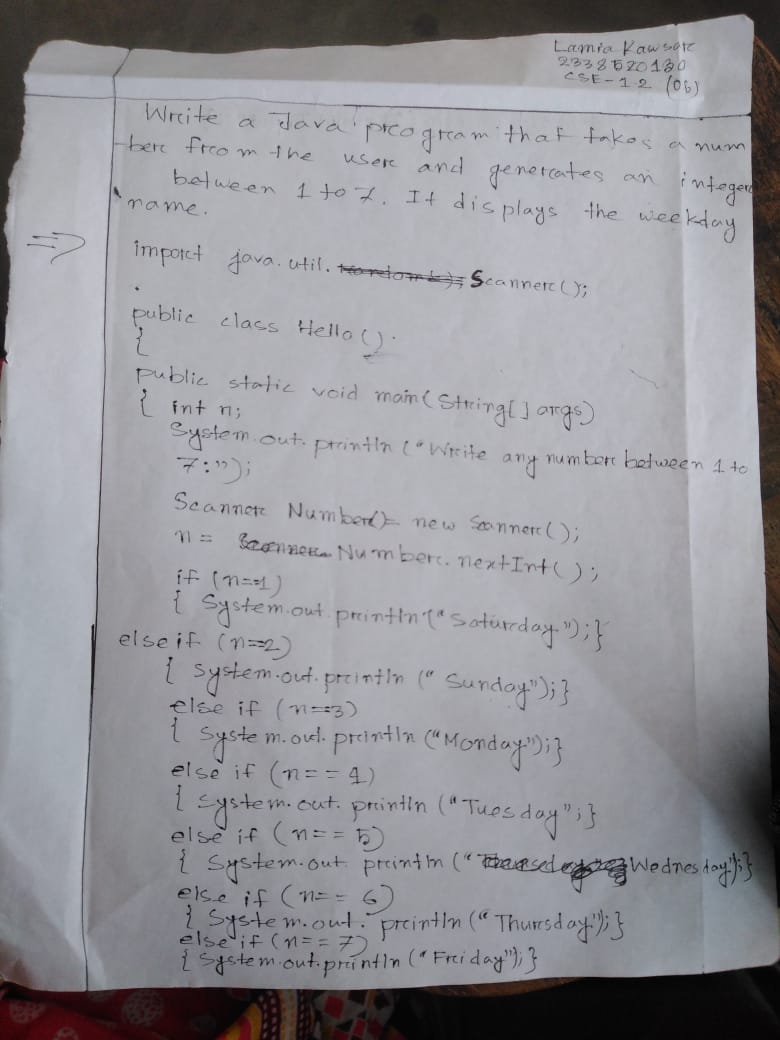 Lamia Kawsar
2338520130
CSE-12 (06)
Write a Java program that takes a num
ber from the user and generates an integer
between 1 to 7. It displays the weekday
name.
⇒ import java.util. Scanner();
public class Hello()
{
public static void main(String[] args)
{ int n;
System.out.println ("Write any number between 1 to
7:");
Scanner Number()= new Scanner();
n = Number.nextInt();
if (n==1)
{ System.out.println("Saturday");}
else if (n==2)
{ System.out.println (" Sunday");}
else if (n==3)
{ System.out.println ("Monday");}
else if (n==4)
{ System.out.println ("Tuesday";}
else if (n==5)
{ System.out println (" Wednesday");}
else if (n==6)
{ System.out.println ("Thursday");}
else if (n==7)
{ System.out.println ("Friday");}